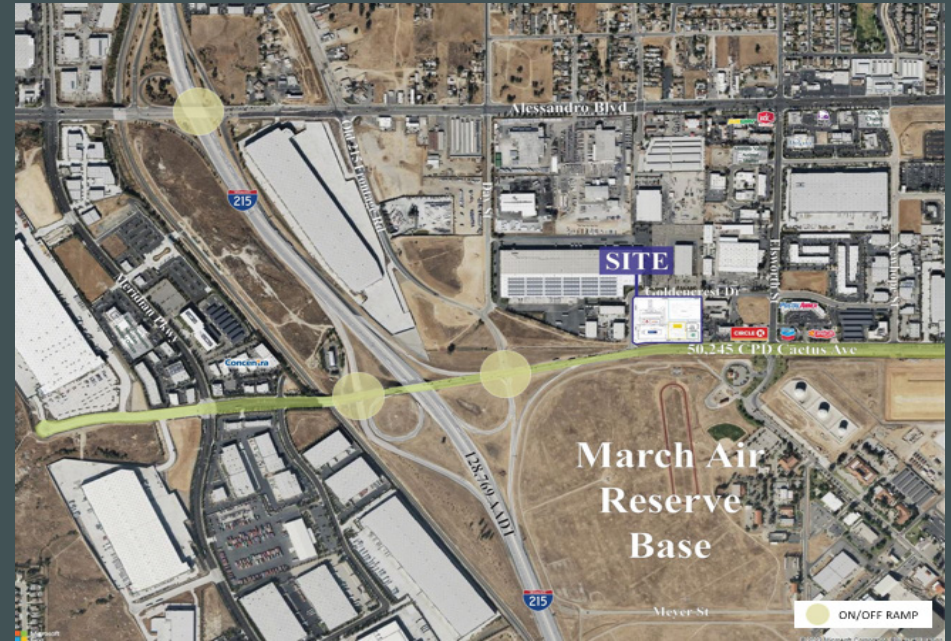 Alessandro Blvd
Old 215 Frontage Rd
Day St
215
SITE
Goldencrest Dr
Elsworth St
Meridian Pkwy
Concentra
CIRCLE K
50,245 CPD Cactus Ave
128,769 AADT
March Air
Reserve
Base
215
Meyer St
ON/OFF RAMP
Microsoft